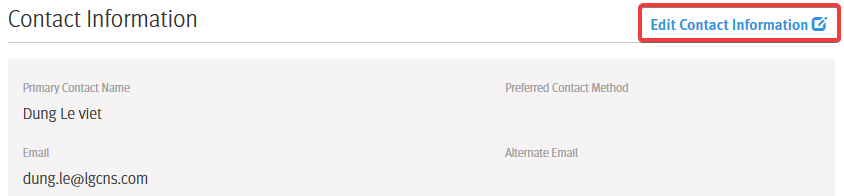 Contact Information
Edit Contact Information
Primary Contact Name
Preferred Contact Method
Dung Le viet
Email
Alternate Email
dung.le@lgcns.com